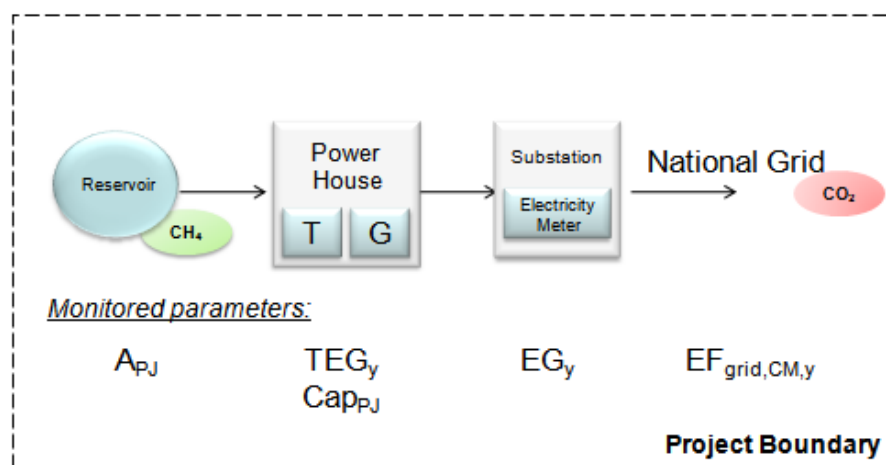 Reservoir
CH₄
Power
House
T G
Substation
Electricity
Meter
National Grid
CO₂
Monitored parameters:
A_PJ TEG_y EG_y EF_grid,CM,y
Cap_PJ
Project Boundary